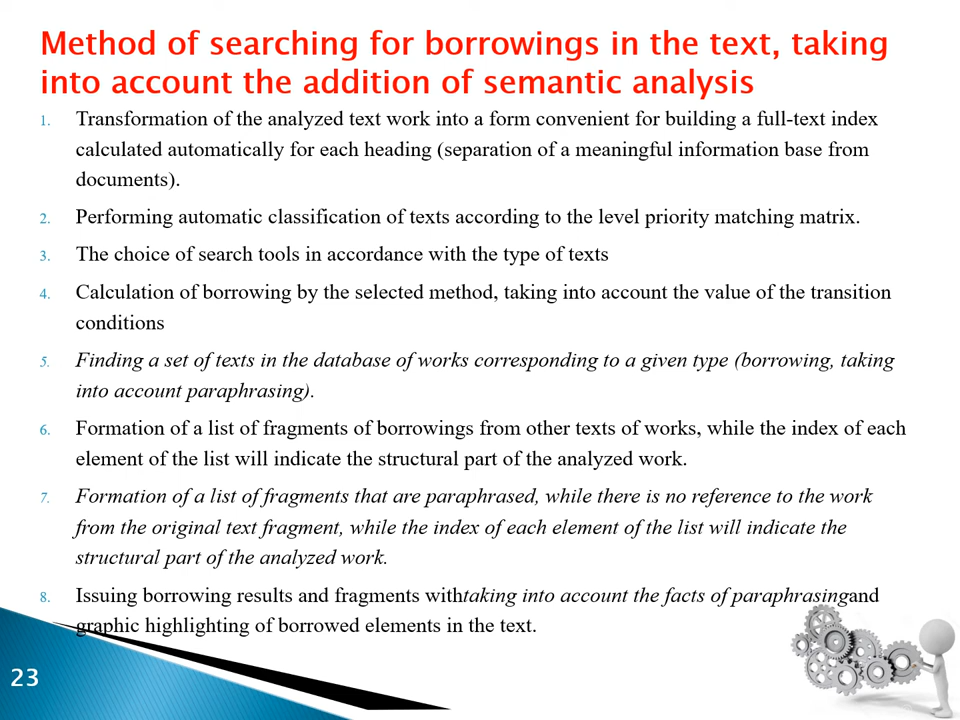 Method of searching for borrowings in the text, taking
into account the addition of semantic analysis
1. Transformation of the analyzed text work into a form convenient for building a full-text index
calculated automatically for each heading (separation of a meaningful information base from
documents).
2. Performing automatic classification of texts according to the level priority matching matrix.
3. The choice of search tools in accordance with the type of texts
4. Calculation of borrowing by the selected method, taking into account the value of the transition
conditions
5. Finding a set of texts in the database of works corresponding to a given type (borrowing, taking
into account paraphrasing).
6. Formation of a list of fragments of borrowings from other texts of works, while the index of each
element of the list will indicate the structural part of the analyzed work.
7. Formation of a list of fragments that are paraphrased, while there is no reference to the work
from the original text fragment, while the index of each element of the list will indicate the
structural part of the analyzed work.
8. Issuing borrowing results and fragments withtaking into account the facts of paraphrasingand
graphic highlighting of borrowed elements in the text.
23